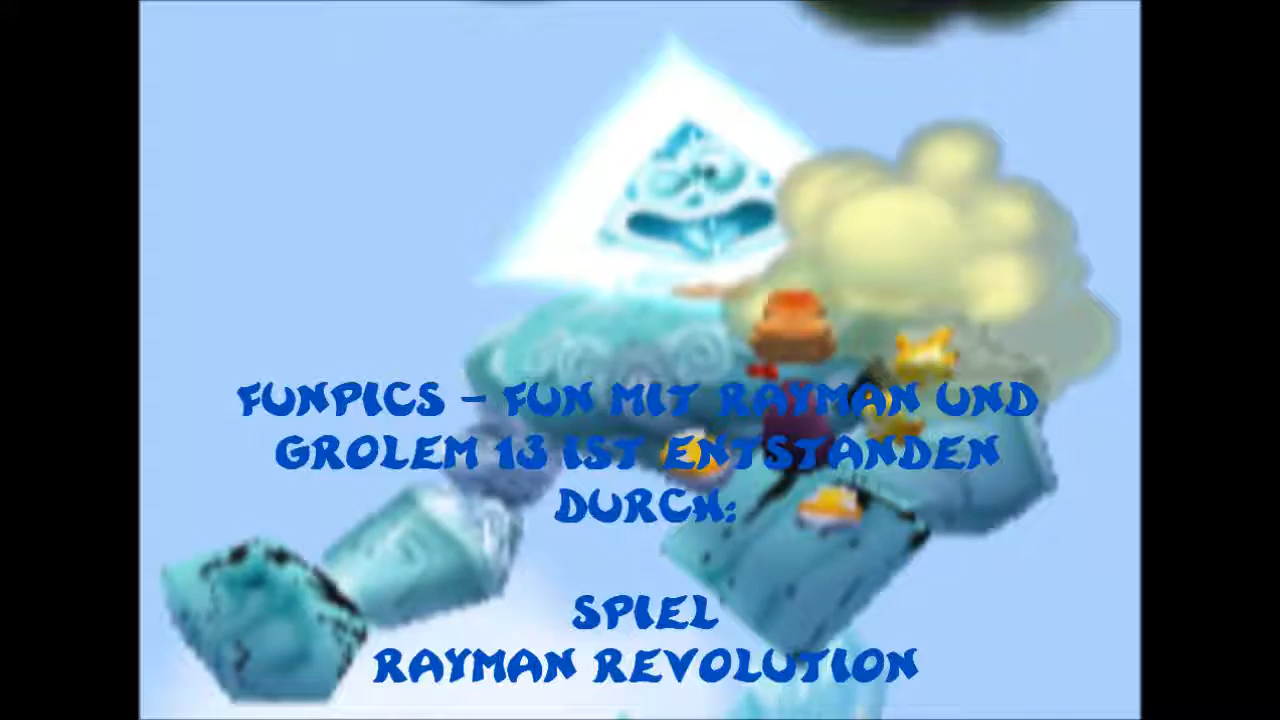 FUNPICS - FUN MIT RAYMAN UND
GROLEM 13 IST ENTSTANDEN
DURCH:
SPIEL
RAYMAN REVOLUTION